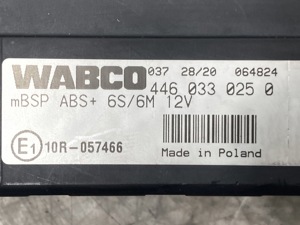 WABCO 037 28/20 064824
446 033 025 0
mBSP ABS+ 6S/6M 12V
E1 10R-057466
Made in Poland